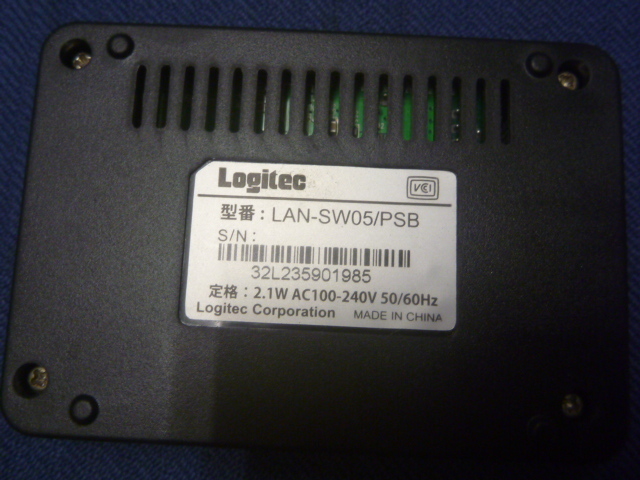 Logitec
VCI
型番：LAN-SW05/PSB
S/N：
32L235901985
定格：2.1W AC100-240V 50/60Hz
Logitec Corporation MADE IN CHINA